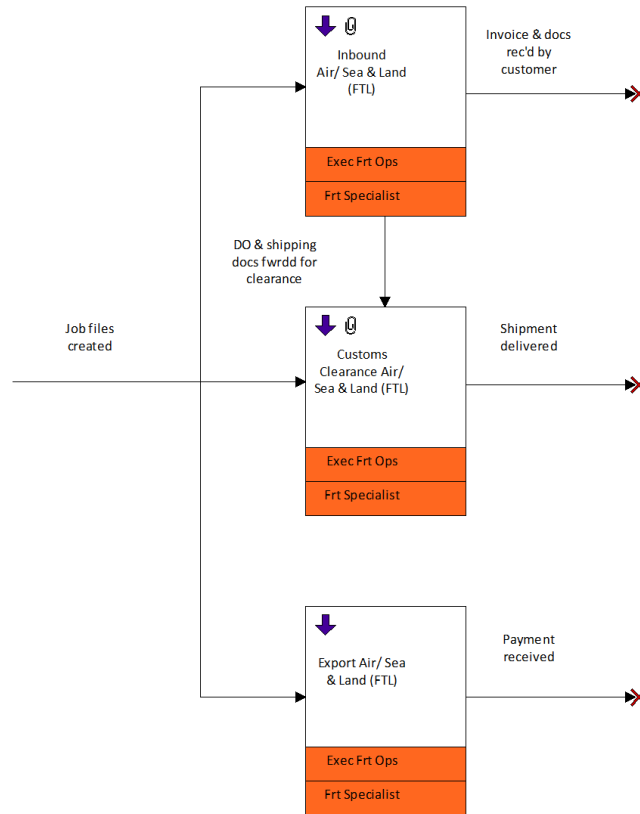 Inbound
Air/ Sea & Land
(FTL)
Exec Frt Ops
Frt Specialist
Invoice & docs
rec'd by
customer
DO & shipping
docs fwrdd for
clearance
Job files
created
Customs
Clearance Air/
Sea & Land (FTL)
Exec Frt Ops
Frt Specialist
Shipment
delivered
Export Air/ Sea
& Land (FTL)
Exec Frt Ops
Frt Specialist
Payment
received